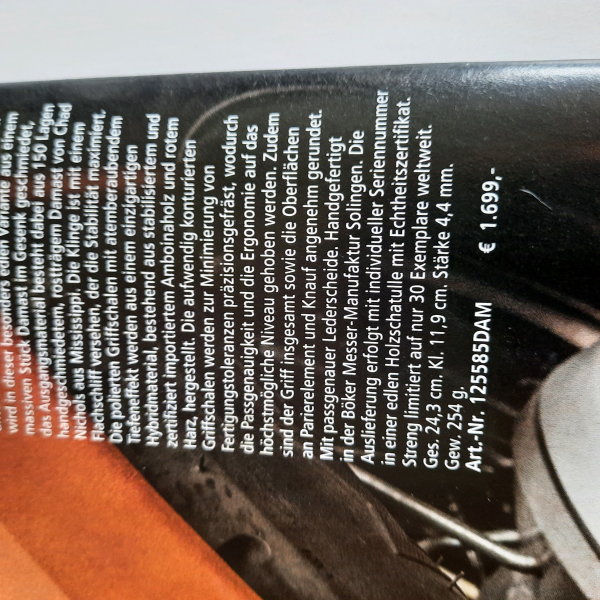 wird in dieser besonders edlen Variante aus einem
massiven Stück Damast im Gesenk geschmiedet,
das Ausgangsmaterial besteht dabei aus 150 Lagen
handgeschmiedetem, rostträgem Damast von Chad
Nichols aus Mississippi. Die Klinge ist mit einem
Flachschliff versehen, der die Stabilität maximiert.
Die polierten Griffschalen mit atemberaubendem
Tiefeneffekt werden aus einem einzigartigen
Hybridmaterial, bestehend aus stabilisiertem und
zertifiziert importiertem Amboinaholz und rotem
Harz, hergestellt. Die aufwendig konturierten
Griffschalen werden zur Minimierung von
Fertigungstoleranzen präzisionsgefräst, wodurch
die Passgenauigkeit und die Ergonomie auf das
höchstmögliche Niveau gehoben werden. Zudem
sind der Griff insgesamt sowie die Oberflächen
an Parierelement und Knauf angenehm gerundet.
Mit passgenauer Lederscheide. Handgefertigt
in der Böker Messer-Manufaktur Solingen. Die
Auslieferung erfolgt mit individueller Seriennummer
in einer edlen Holzschatulle mit Echtheitszertifikat.
Streng limitiert auf nur 30 Exemplare weltweit.
Ges. 24,3 cm. Kl. 11,9 cm. Stärke 4,4 mm.
Gew. 254 g.
Art.-Nr. 125585DAM € 1.699,-